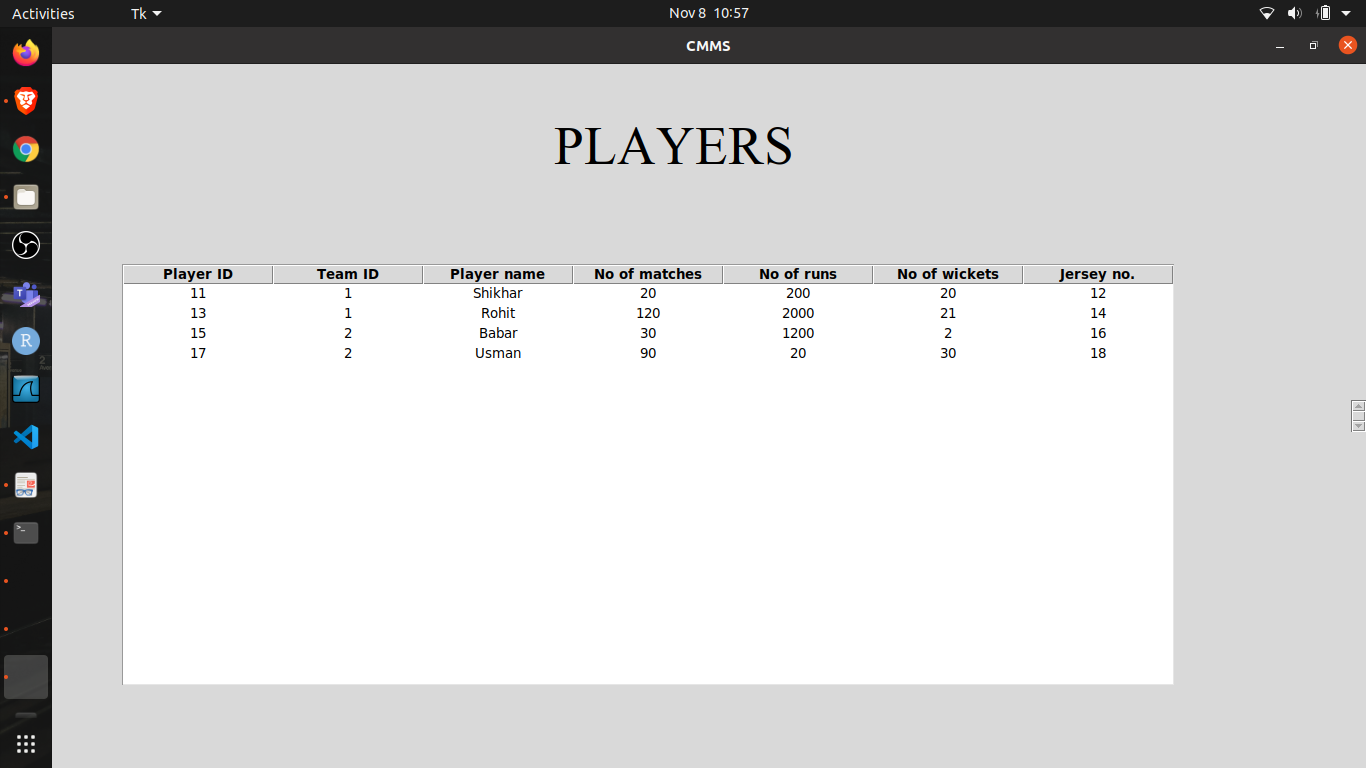 Activities Tk Nov 8 10:57
CMMS
PLAYERS
Player ID Team ID Player name No of matches No of runs No of wickets Jersey no.
11 1 Shikhar 20 200 20 12
13 1 Rohit 120 2000 21 14
15 2 Babar 30 1200 2 16
17 2 Usman 90 20 30 18